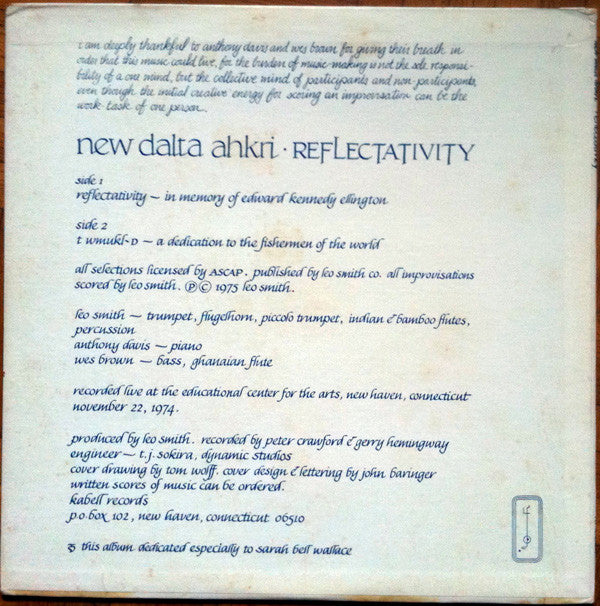 i am deeply thankful to anthony davis and wes brown for giving their breath in
order that this music could live, for the burden of music-making is not the sole responsi-
bility of a one mind, but the collective mind of participants and non-participants,
even though the initial creative energy for scoring an improvisation can be the
work-task of one person.
new dalta ahkri · REFLECTATIVITY
side 1
reflectativity – in memory of edward kennedy ellington
side 2
t wmukl-D – a dedication to the fishermen of the world
all selections licensed by ASCAP. published by leo smith co. all improvisations
scored by leo smith. Ⓟ© 1975 leo smith.
leo smith – trumpet, flugelhorn, piccolo trumpet, indian & bamboo flutes,
percussion
anthony davis – piano
wes brown – bass, ghanaian flute
recorded live at the educational center for the arts, new haven, connecticut
november 22, 1974.
produced by leo smith. recorded by peter crawford & gerry hemingway
engineer – t.j. sokira, dynamic studios
cover drawing by tom wolff. cover design & lettering by john baringer
written scores of music can be ordered.
kabell records
p.o. box 102, new haven, connecticut 06510
this album dedicated especially to sarah bell wallace